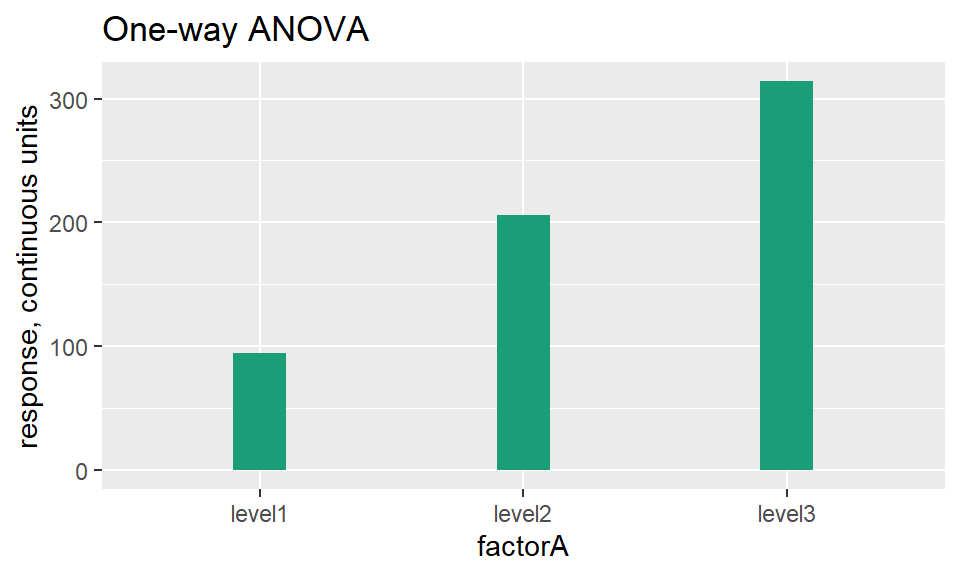 One-way ANOVA
response, continuous units
300
200
100
0
level1 level2 level3
factorA